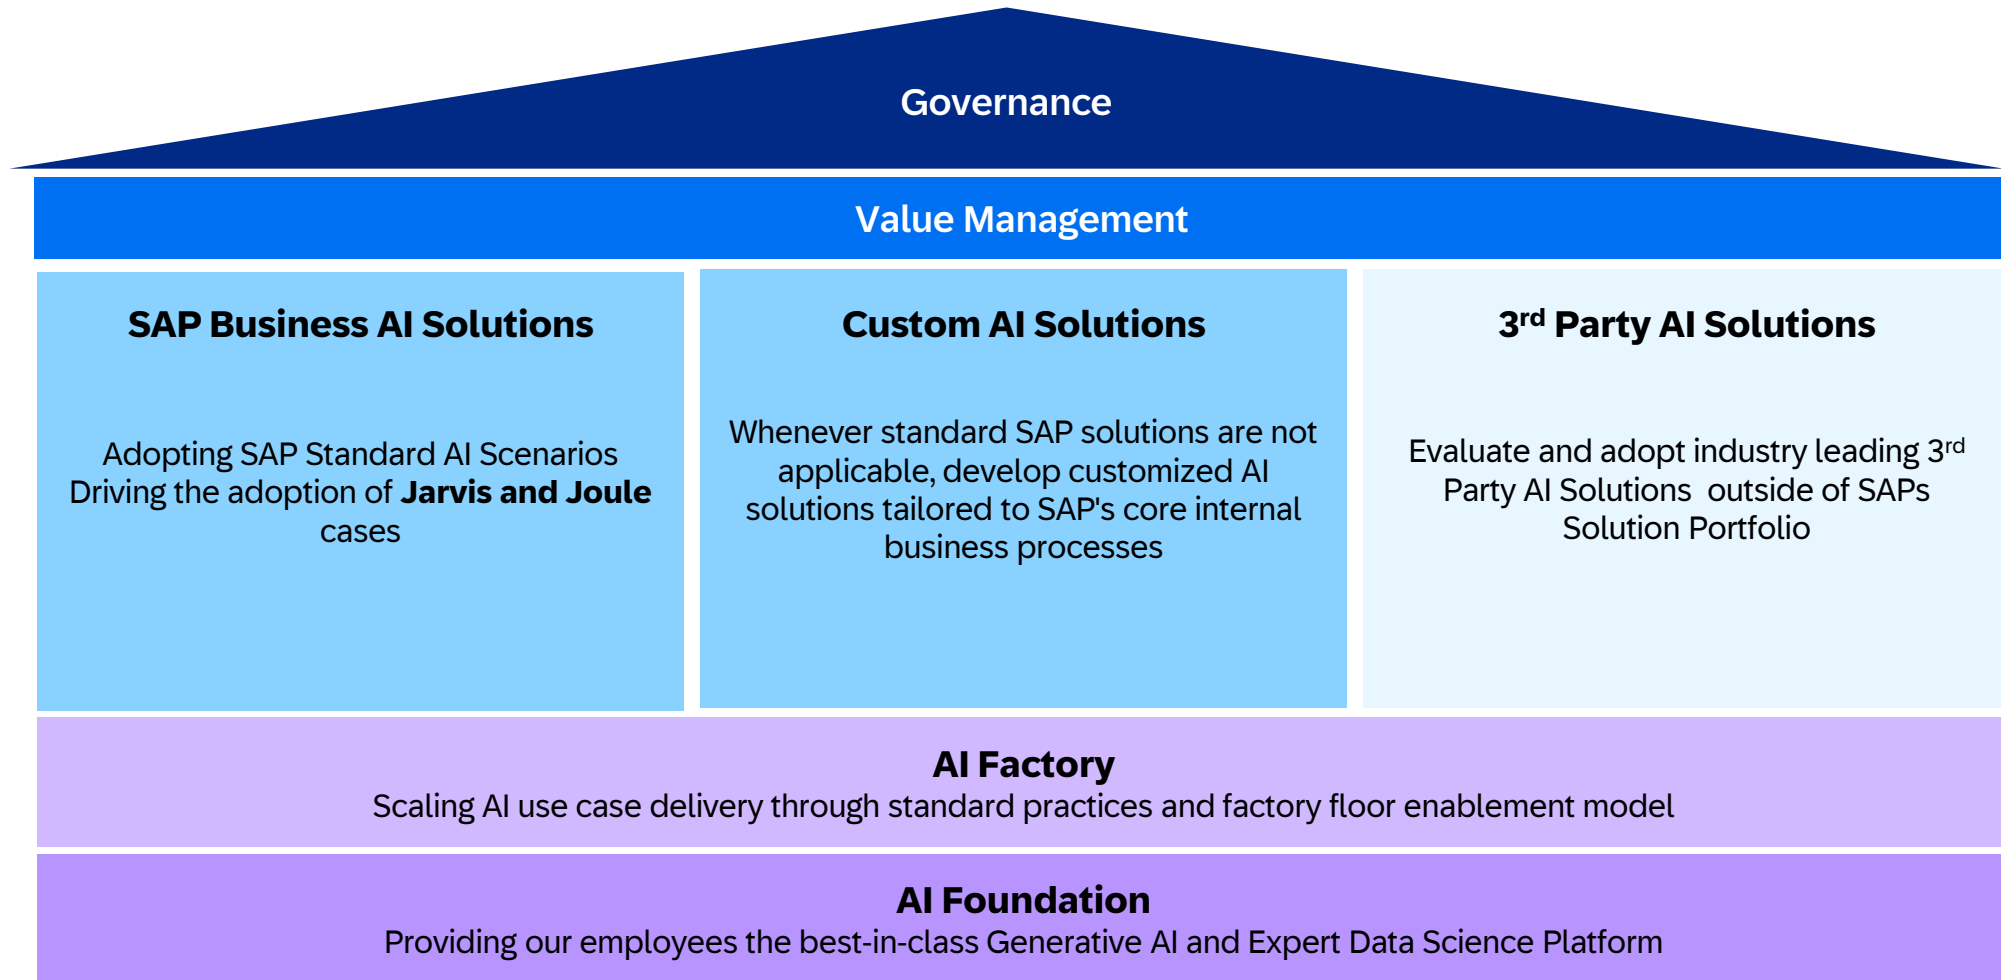 Governance
Value Management
SAP Business AI Solutions
Adopting SAP Standard AI Scenarios
Driving the adoption of Jarvis and Joule
cases
Custom AI Solutions
Whenever standard SAP solutions are not
applicable, develop customized AI
solutions tailored to SAP's core internal
business processes
3rd Party AI Solutions
Evaluate and adopt industry leading 3rd
Party AI Solutions  outside of SAPs
Solution Portfolio
AI Factory
Scaling AI use case delivery through standard practices and factory floor enablement model
AI Foundation
Providing our employees the best-in-class Generative AI and Expert Data Science Platform